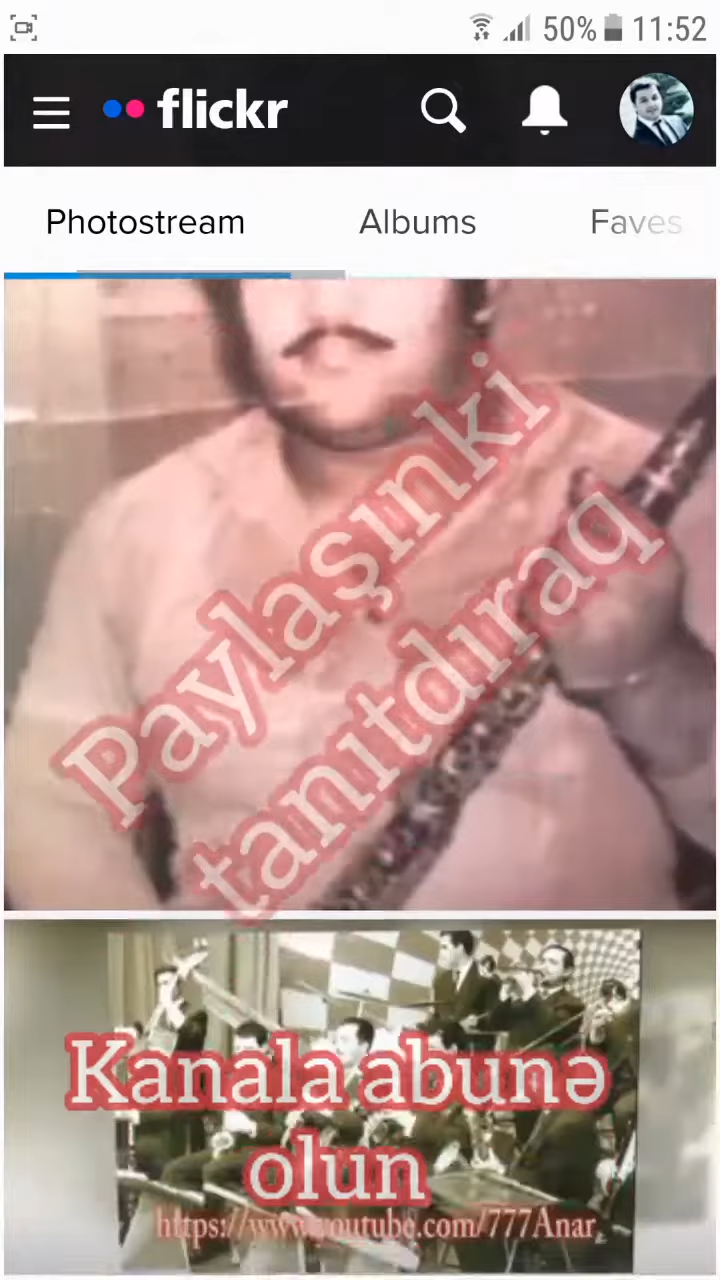 50% 11:52
flickr
Photostream Albums Faves
Paylaşınki
tanıtdıraq
Kanala abunə
olun
https://www.youtube.com/777Anar